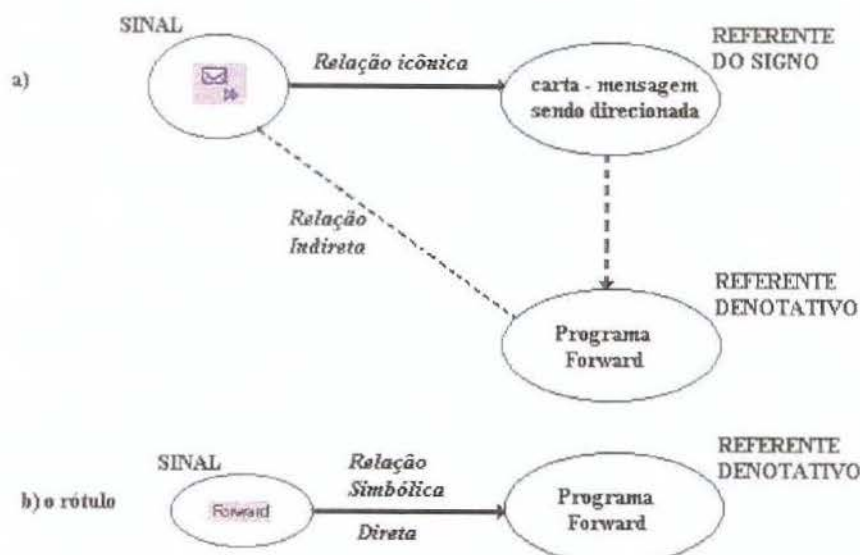 SINAL
REFERENTE
DO SIGNO
a)
Relação icônica
carta - mensagem
sendo direcionada
Relação
Indireta
REFERENTE
DENOTATIVO
Programa
Forward
REFERENTE
DENOTATIVO
SINAL
Relação
Simbólica
b) o rótulo
Forward
Programa
Forward
Direta